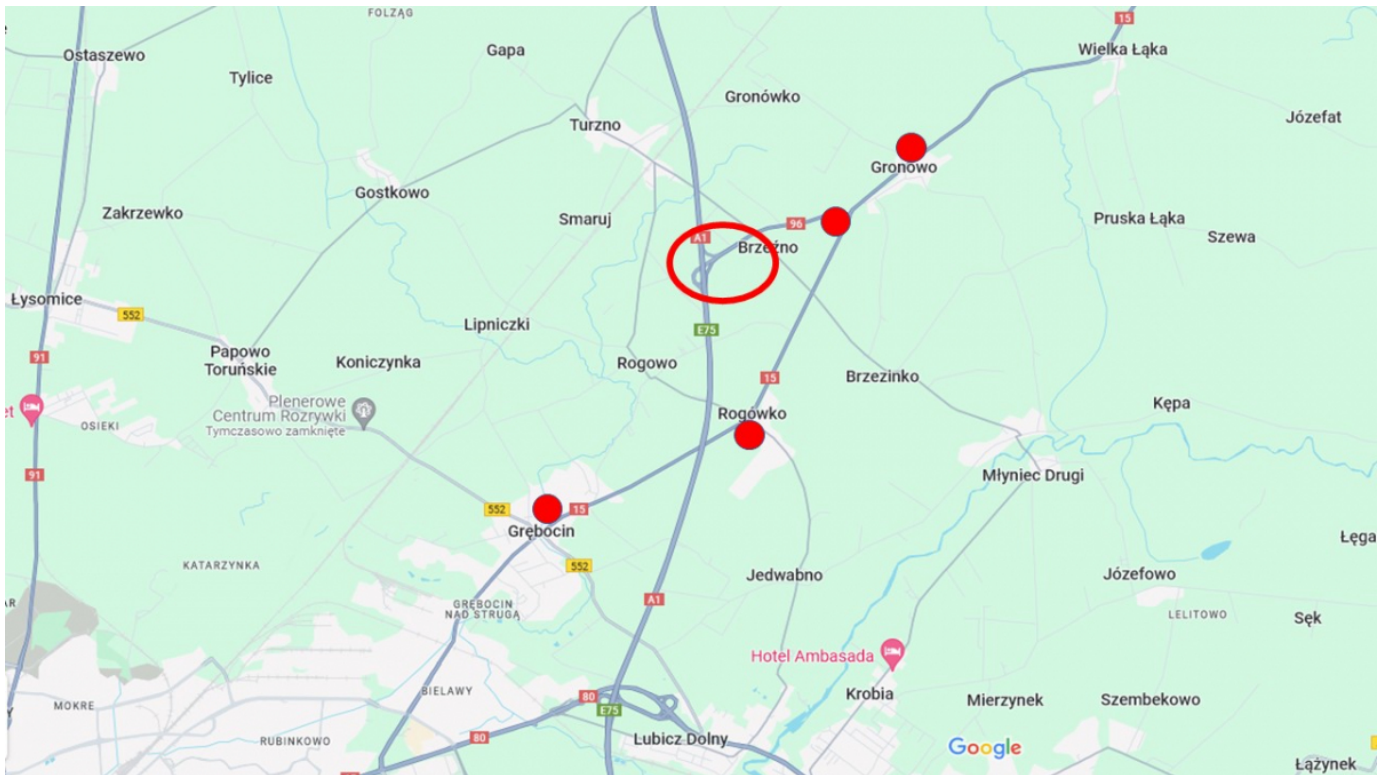 FOLZĄG
15
Ostaszewo
Gapa
Wielka Łąka
Tylice
Gronówko
Turzno
Józefat
Gronowo
Gostkowo
Zakrzewko
Smaruj
96
Pruska Łąka
Szewa
A1
Brzeźno
Łysomice
552
Lipniczki
E75
91
Papowo
Toruńskie
Koniczynka
Rogowo
15
Brzezinko
Plenerowe
Centrum Rozrywki
Tymczasowo zamknięte
et
OSIEKI
Rogówko
Kępa
91
Młyniec Drugi
552
15
Grębocin
Łęga
KATARZYNKA
552
Jedwabno
Józefowo
AR
GRĘBOCIN
NAD STRUGĄ
A1
LELITOWO
Sęk
Hotel Ambasada
BIELAWY
80
Krobia
Mierzynek
Szembekowo
MOKRE
E75
Y
RUBINKOWO
80
Lubicz Dolny
Google
Łążynek